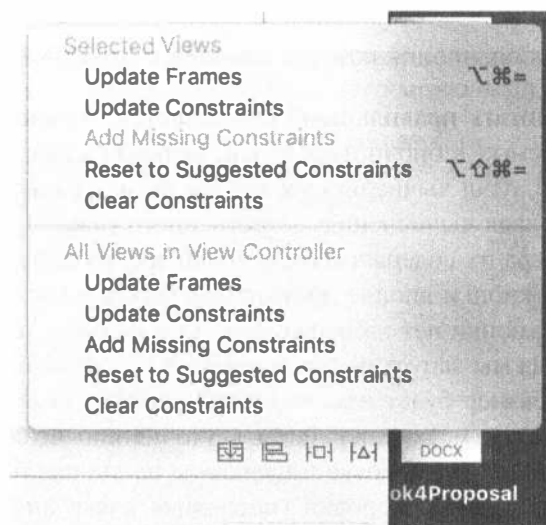 Selected Views
Update Frames ⌥⌘=
Update Constraints
Add Missing Constraints
Reset to Suggested Constraints ⌥⇧⌘=
Clear Constraints
All Views in View Controller
Update Frames
Update Constraints
Add Missing Constraints
Reset to Suggested Constraints
Clear Constraints
DOCX
ok4Proposal